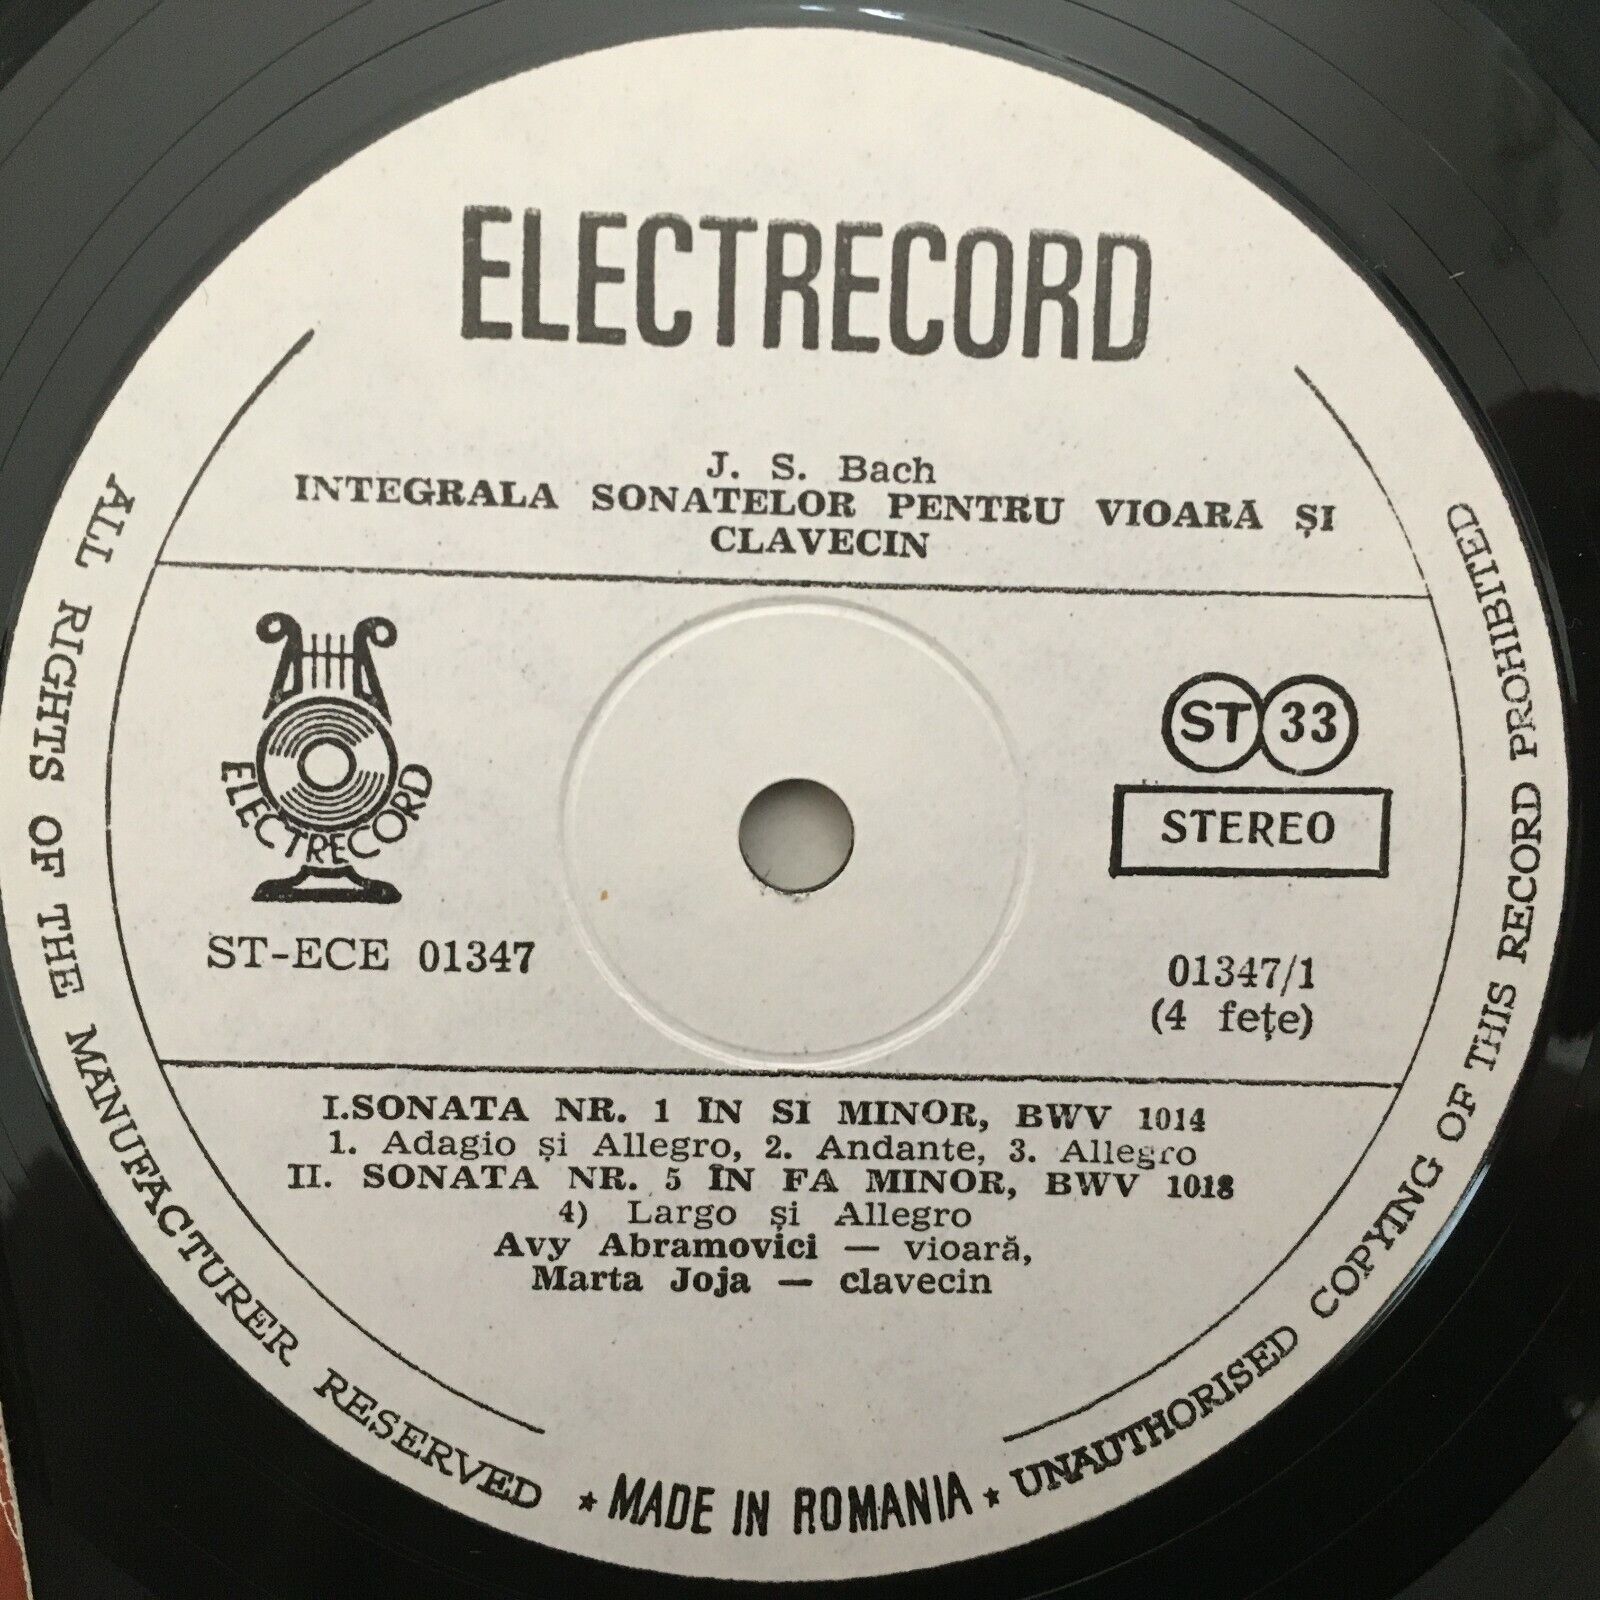 ELECTRECORD
J. S. Bach
INTEGRALA SONATELOR PENTRU VIOARĂ ȘI
CLAVECIN
ELECTRECORD
ST 33
STEREO
ST-ECE 01347
01347/1
(4 fețe)
I.SONATA NR. 1 ÎN SI MINOR, BWV 1014
1. Adagio și Allegro, 2. Andante, 3. Allegro
II. SONATA NR. 5 ÎN FA MINOR, BWV 1018
4) Largo și Allegro
Avy Abramovici — vioară,
Marta Joja — clavecin
ALL RIGHTS OF THE MANUFACTURER RESERVED ★ MADE IN ROMANIA ★ UNAUTHORISED COPYING OF THIS RECORD PROHIBITED